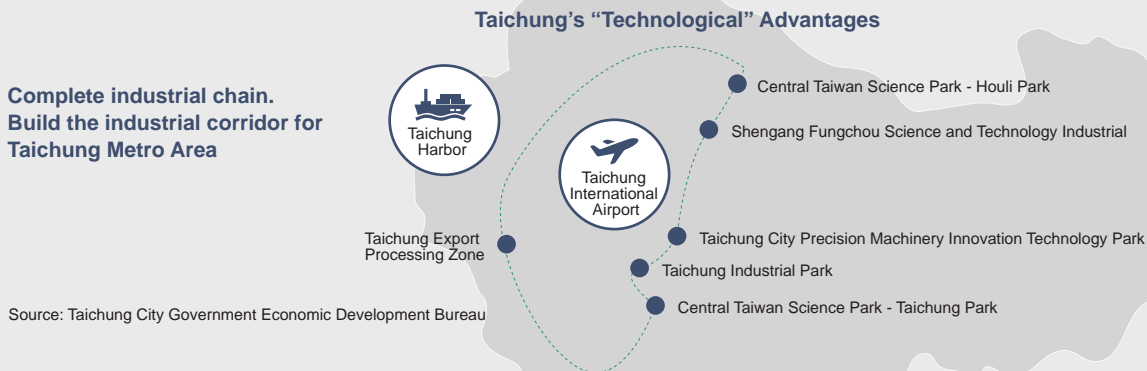 Taichung's “Technological” Advantages
Complete industrial chain.
Build the industrial corridor for
Taichung Metro Area
Taichung
Harbor
Taichung
International
Airport
Central Taiwan Science Park - Houli Park
Shengang Fungchou Science and Technology Industrial
Taichung Export
Processing Zone
Taichung City Precision Machinery Innovation Technology Park
Taichung Industrial Park
Central Taiwan Science Park - Taichung Park
Source: Taichung City Government Economic Development Bureau